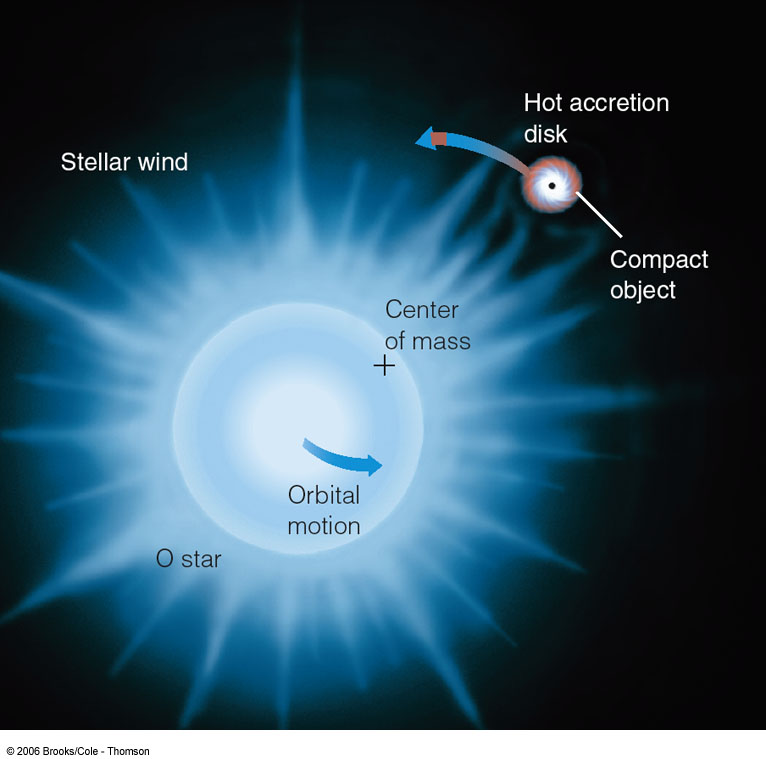 Hot accretion
disk
Stellar wind
Compact
object
Center
of mass
Orbital
motion
O star
© 2006 Brooks/Cole - Thomson